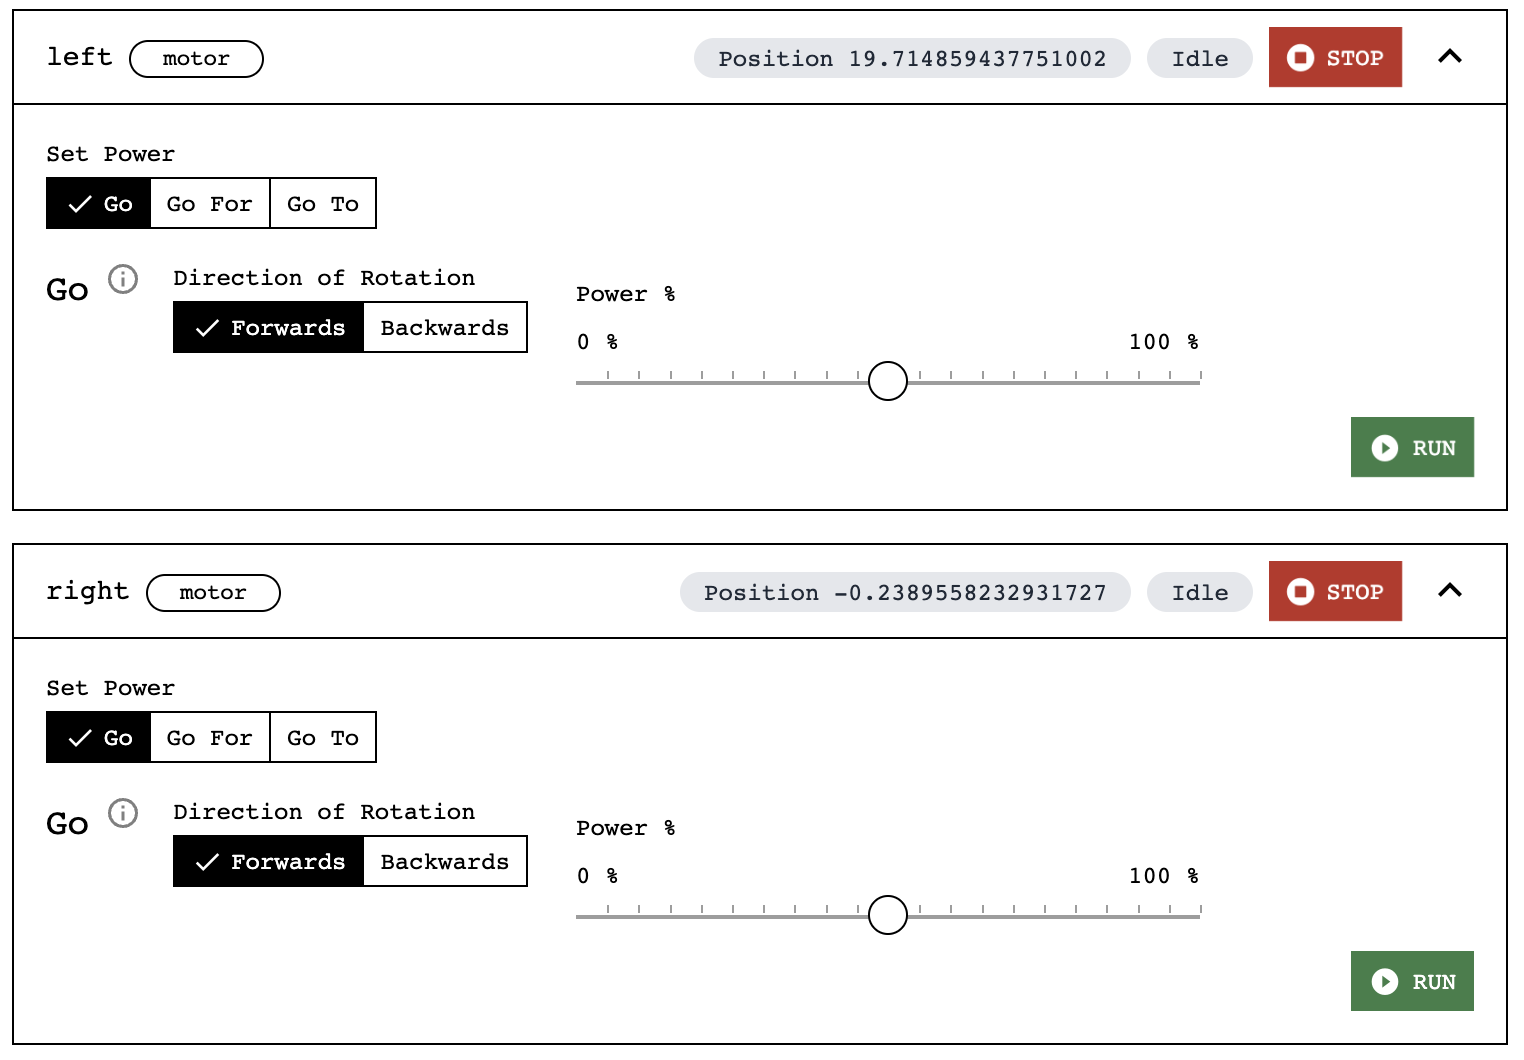 left motor Position 19.714859437751002 Idle STOP
Set Power
Go Go For Go To
Go Direction of Rotation
Forwards Backwards
Power %
0 % 100 %
RUN
right motor Position -0.2389558232931727 Idle STOP
Set Power
Go Go For Go To
Go Direction of Rotation
Forwards Backwards
Power %
0 % 100 %
RUN